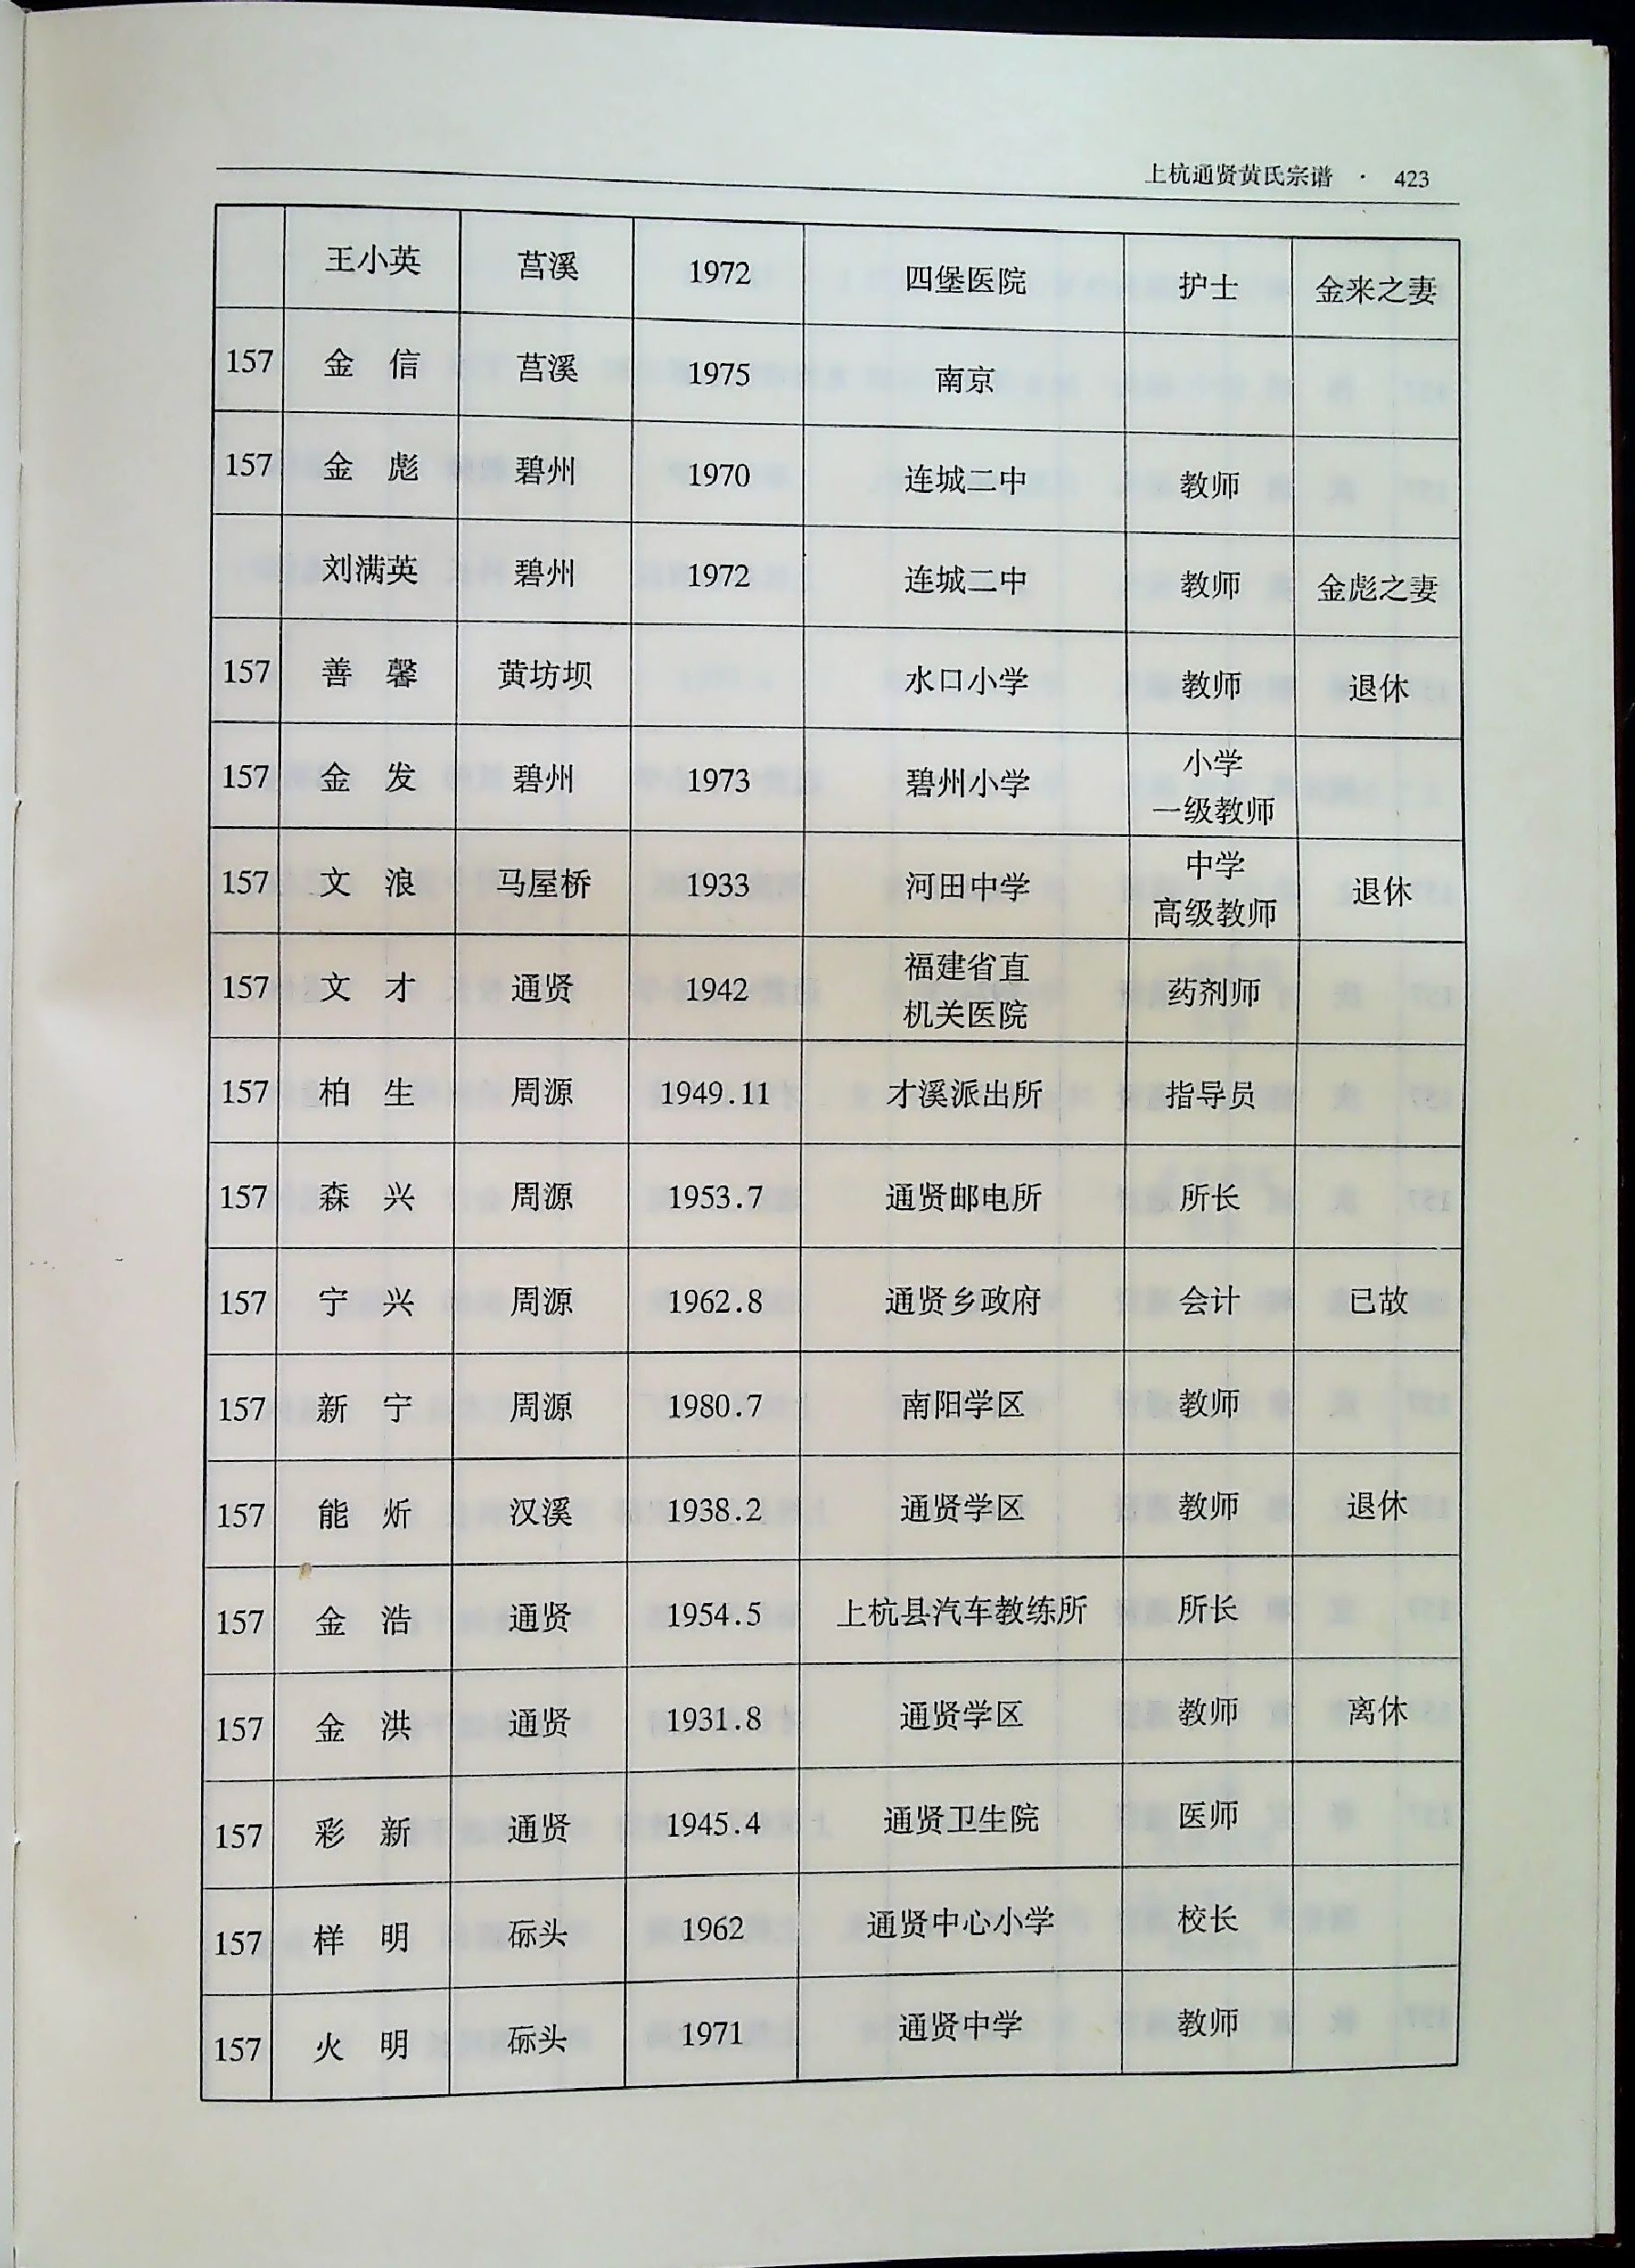 上杭通贤黄氏宗谱 · 423
王小英 莒溪 1972 四堡医院 护士 金来之妻
157 金 信 莒溪 1975 南京
157 金 彪 碧州 1970 连城二中 教师
刘满英 碧州 1972 连城二中 教师 金彪之妻
157 善 馨 黄坊坝 水口小学 教师 退休
157 金 发 碧州 1973 碧州小学 小学
一级教师
157 文 浪 马屋桥 1933 河田中学 中学
高级教师 退休
157 文 才 通贤 1942 福建省直
机关医院 药剂师
157 柏 生 周源 1949.11 才溪派出所 指导员
157 森 兴 周源 1953.7 通贤邮电所 所长
157 宁 兴 周源 1962.8 通贤乡政府 会计 已故
157 新 宁 周源 1980.7 南阳学区 教师
157 能 炘 汉溪 1938.2 通贤学区 教师 退休
157 金 浩 通贤 1954.5 上杭县汽车教练所 所长
157 金 洪 通贤 1931.8 通贤学区 教师 离休
157 彩 新 通贤 1945.4 通贤卫生院 医师
157 样 明 砾头 1962 通贤中心小学 校长
157 火 明 砾头 1971 通贤中学 教师